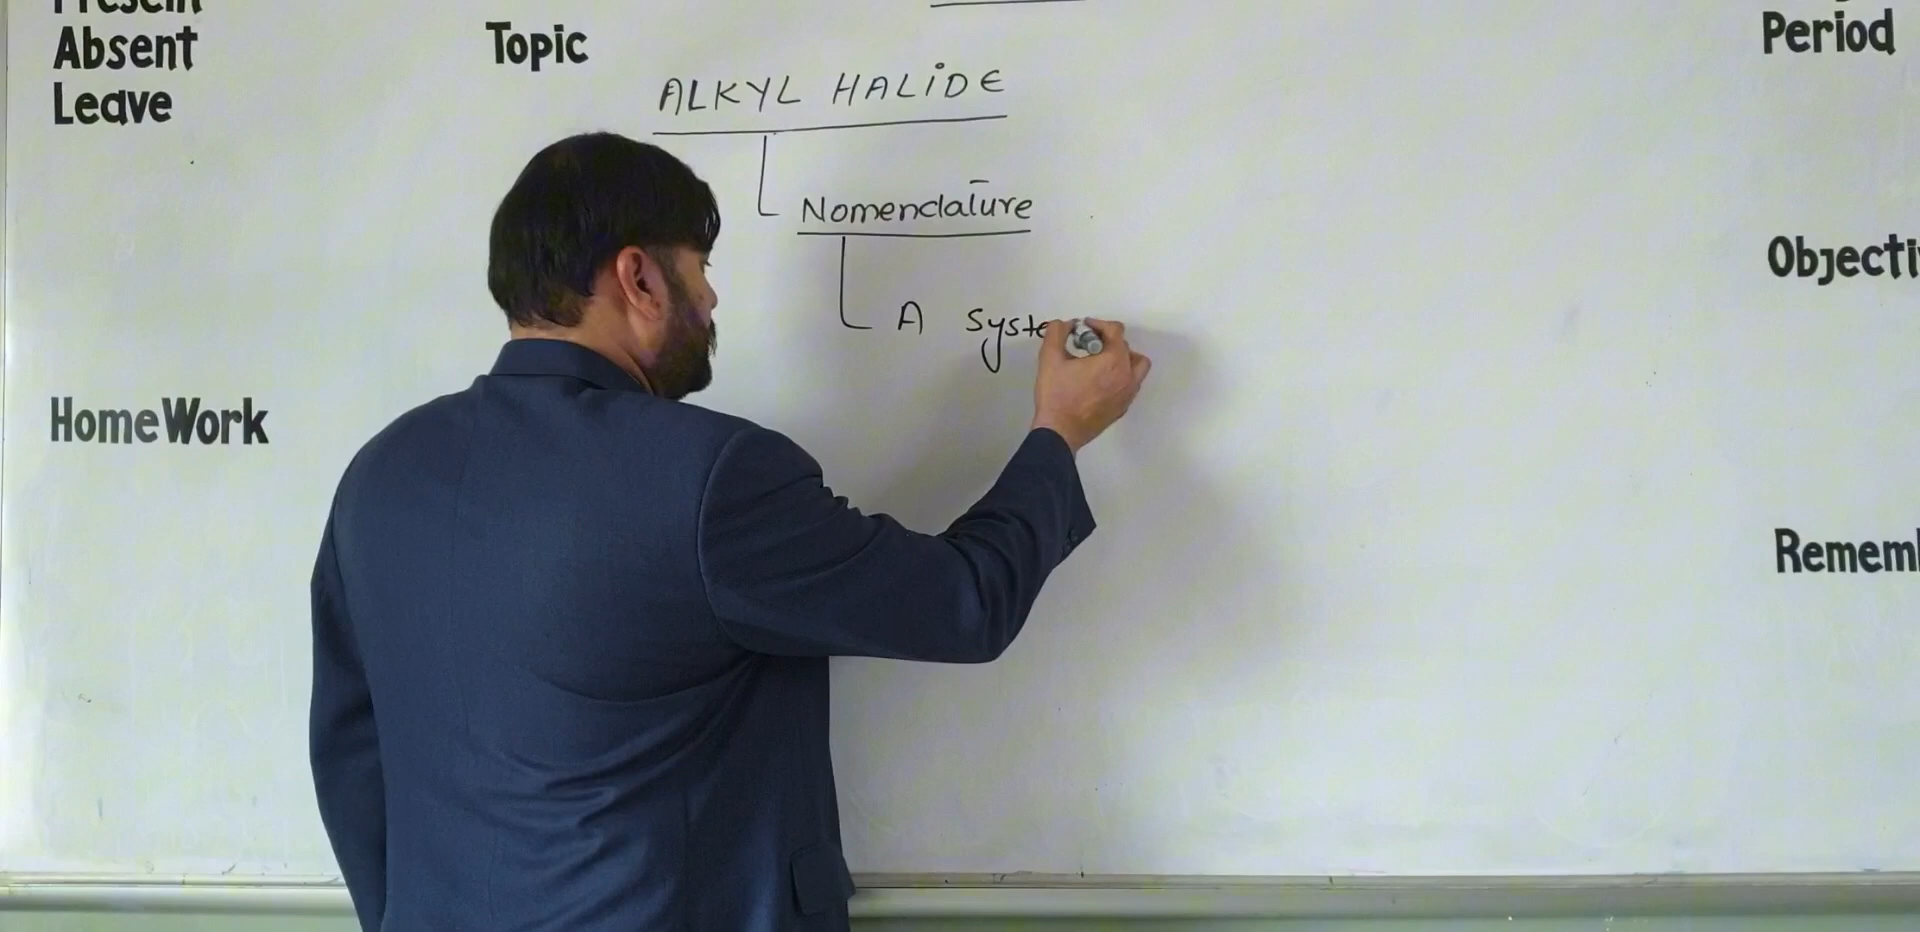 Absent
Leave
Topic
Period
ALKYL HALiDE
Nomenclature
Objecti
A Syste
HomeWork
Rememb